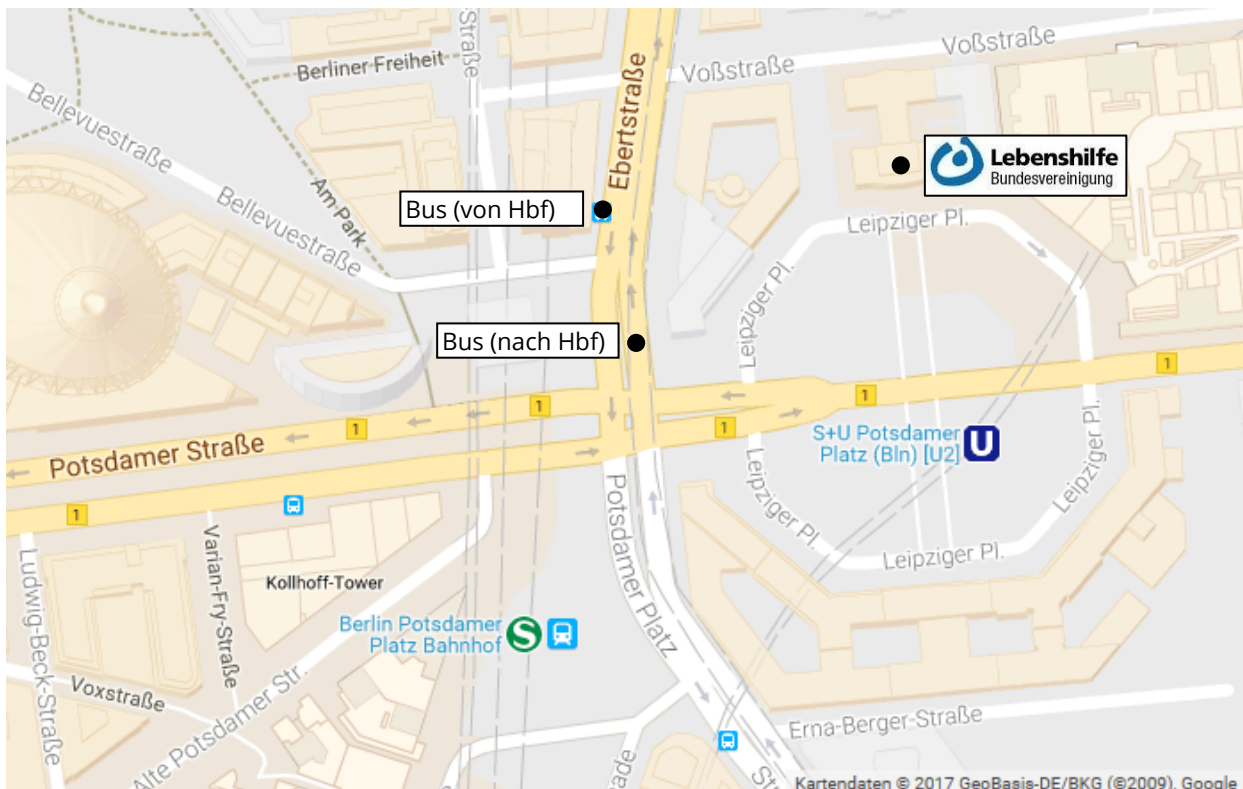 Voßstraße
Straße
Berliner Freiheit
Voßstraße
Bellevuestraße
Ebertstraße
Lebenshilfe
Bundesvereinigung
Am Park
Bus (von Hbf)
Bellevuestraße
Leipziger Pl.
Leipziger Pl.
Bus (nach Hbf)
1
1
1
1
1
1
Potsdamer Straße
S+U Potsdamer
Platz (Bln) [U2]
U
Leipziger Pl.
Leipziger Pl.
Potsdamer Platz
Leipziger Pl.
Varian-Fry-Straße
Ludwig-Beck-Straße
Kollhoff-Tower
Berlin Potsdamer
Platz Bahnhof
S
Voxstraße
Alte Potsdamer Str.
Erna-Berger-Straße
Kartendaten © 2017 GeoBasis-DE/BKG (©2009), Google